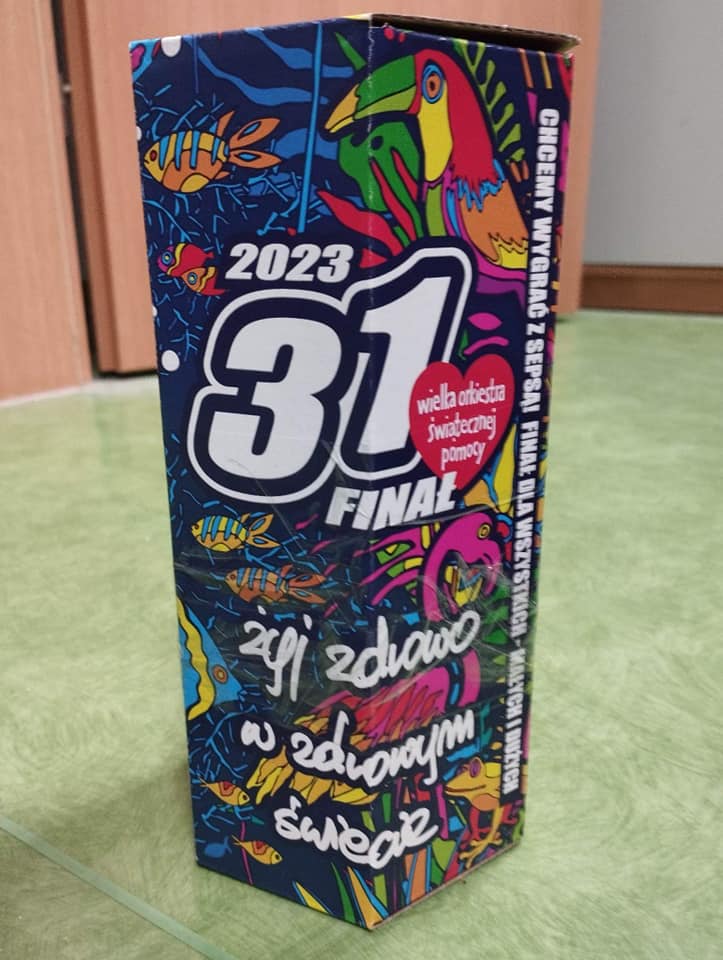 2023
31
FINAŁ
wielka orkiestra
świątecznej
pomocy
żyj zdrowo
w zdrowym
świecie
CHCEMY WYGRAĆ Z SEPSĄ! FINAŁ DLA WSZYSTKICH - MAŁYCH I DUŻYCH